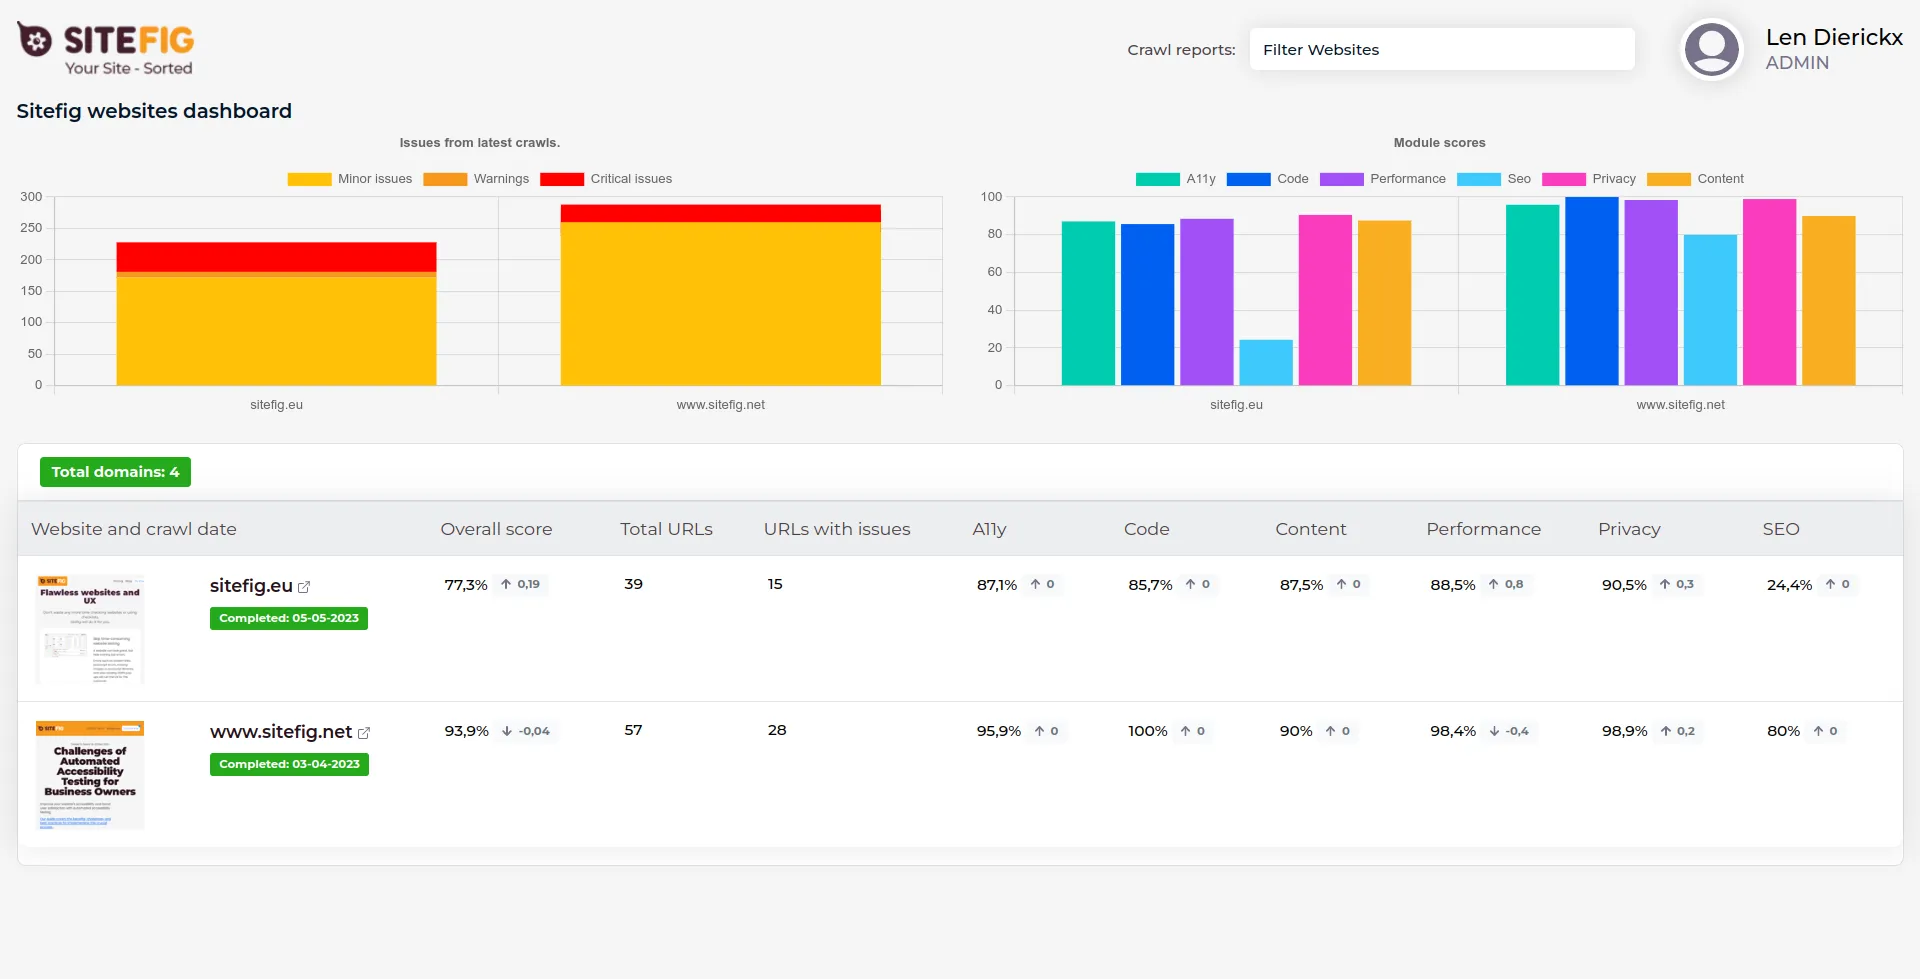 SITEFIG
Your Site - Sorted
Crawl reports: Filter Websites
Len Dierickx
ADMIN
Sitefig websites dashboard
Issues from latest crawls.
Minor issues Warnings Critical issues
300
250
200
150
100
50
0
sitefig.eu www.sitefig.net
Module scores
A11y Code Performance Seo Privacy Content
100
80
60
40
20
0
sitefig.eu www.sitefig.net
Total domains: 4
Website and crawl date Overall score Total URLs URLs with issues A11y Code Content Performance Privacy SEO
SITEFIG
Flawless websites and
UX
sitefig.eu 77,3% ↑ 0,19 39 15 87,1% ↑ 0 85,7% ↑ 0 87,5% ↑ 0 88,5% ↑ 0,8 90,5% ↑ 0,3 24,4% ↑ 0
Completed: 05-05-2023
SITEFIG
Challenges of
Automated
Accessibility
Testing for
Business Owners
www.sitefig.net 93,9% ↓ -0,04 57 28 95,9% ↑ 0 100% ↑ 0 90% ↑ 0 98,4% ↓ -0,4 98,9% ↑ 0,2 80% ↑ 0
Completed: 03-04-2023